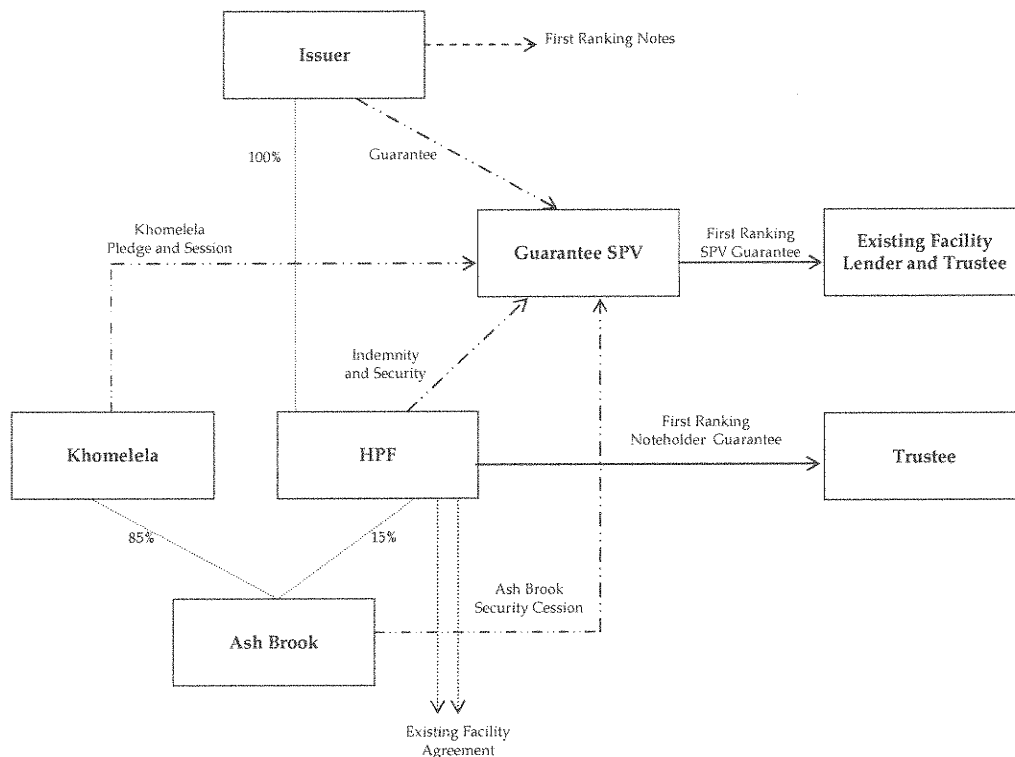 Issuer
First Ranking Notes
100%
Guarantee
Khomelela
Pledge and Session
Guarantee SPV
First Ranking
SPV Guarantee
Existing Facility
Lender and Trustee
Indemnity
and Security
Khomelela
HPF
First Ranking
Noteholder Guarantee
Trustee
85%
15%
Ash Brook
Ash Brook
Security Cession
Existing Facility
Agreement